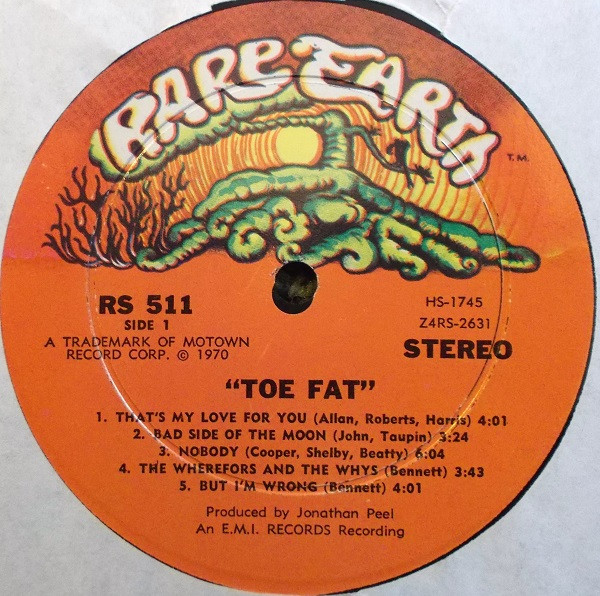 RARE EARTH
T.M.
RS 511
SIDE 1
A TRADEMARK OF MOTOWN
RECORD CORP. © 1970
HS-1745
Z4RS-2631
STEREO
"TOE FAT"
1. THAT'S MY LOVE FOR YOU (Allan, Roberts, Harris) 4:01
2. BAD SIDE OF THE MOON (John, Taupin) 3:24
3. NOBODY (Cooper, Shelby, Beatty) 6:04
4. THE WHEREFORS AND THE WHYS (Bennett) 3:43
5. BUT I'M WRONG (Bennett) 4:01
Produced by Jonathan Peel
An E.M.I. RECORDS Recording